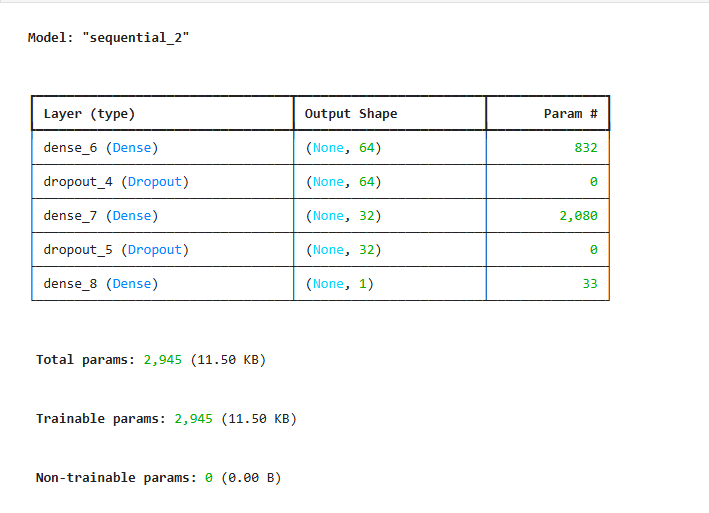 Model: "sequential_2"
Layer (type) Output Shape Param #
dense_6 (Dense) (None, 64) 832
dropout_4 (Dropout) (None, 64) 0
dense_7 (Dense) (None, 32) 2,080
dropout_5 (Dropout) (None, 32) 0
dense_8 (Dense) (None, 1) 33
Total params: 2,945 (11.50 KB)
Trainable params: 2,945 (11.50 KB)
Non-trainable params: 0 (0.00 B)